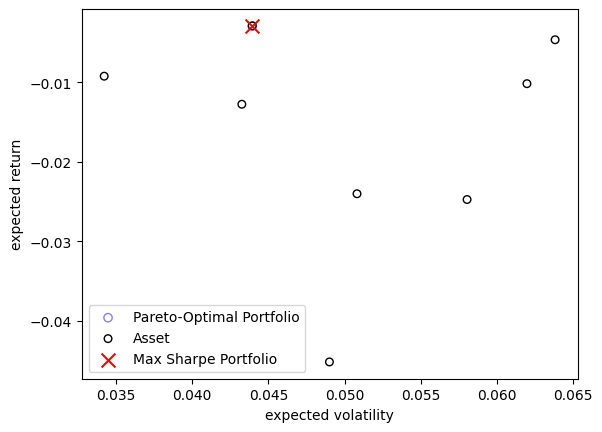 −0.01
−0.02
−0.03
−0.04
expected return
Pareto-Optimal Portfolio
Asset
Max Sharpe Portfolio
0.035 0.040 0.045 0.050 0.055 0.060 0.065
expected volatility